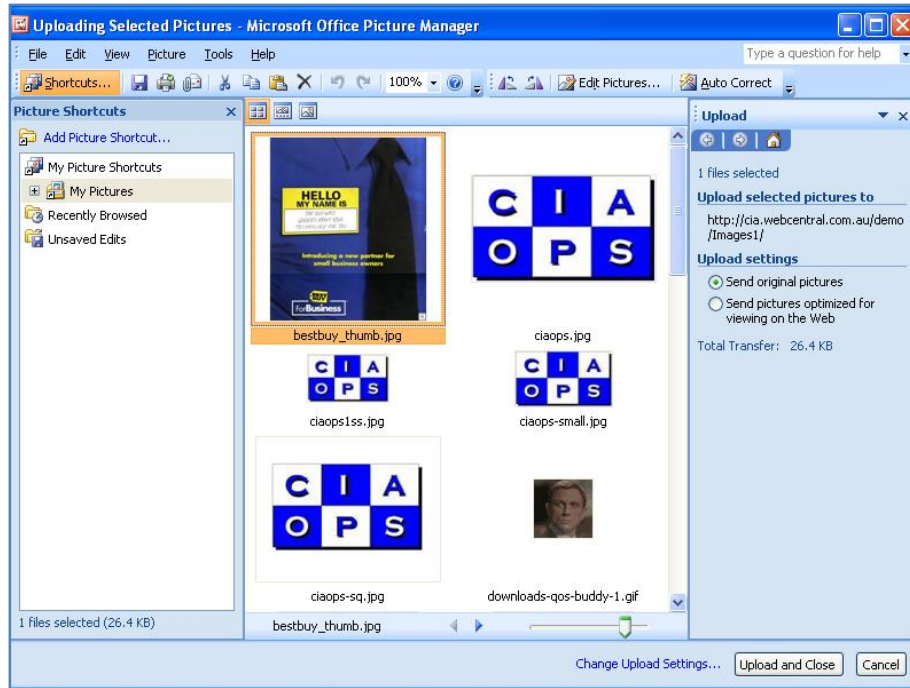 Uploading Selected Pictures - Microsoft Office Picture Manager
File Edit View Picture Tools Help
Type a question for help
Shortcuts... 100% Edit Pictures... Auto Correct
Picture Shortcuts
Add Picture Shortcut...
My Picture Shortcuts
My Pictures
Recently Browsed
Unsaved Edits
1 files selected (26.4 KB)
HELLO
MY NAME IS
Introducing a new partner for
small business owners
BEST BUY
ForBusiness
bestbuy_thumb.jpg
C I A
O P S
ciaops.jpg
C I A
O P S
ciaops1ss.jpg
C I A
O P S
ciaops-small.jpg
C I A
O P S
ciaops-sq.jpg
downloads-qos-buddy-1.gif
bestbuy_thumb.jpg
Upload
1 files selected
Upload selected pictures to
http://cia.webcentral.com.au/demo
/Images1/
Upload settings
Send original pictures
Send pictures optimized for
viewing on the Web
Total Transfer: 26.4 KB
Change Upload Settings... Upload and Close Cancel